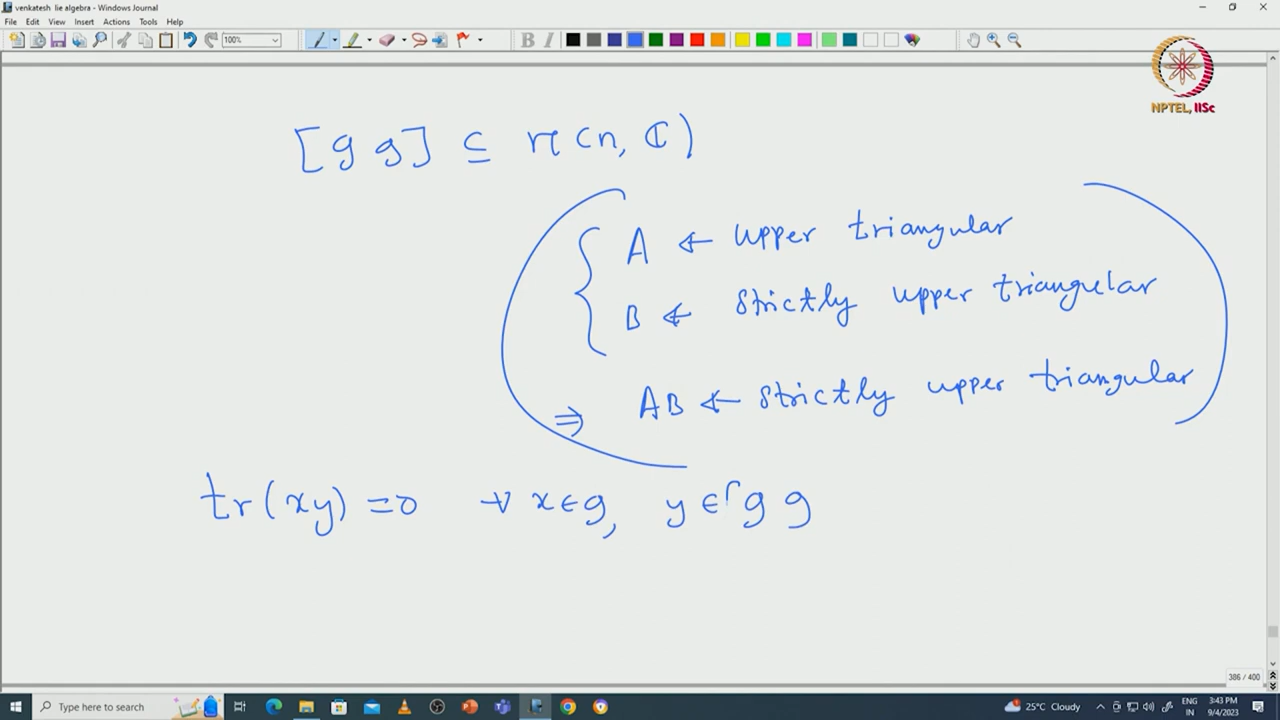 venkatesh lie algebra - Windows Journal
File Edit View Insert Actions Tools Help
100%
B I
NPTEL, IISc
[g g] ⊆ n(n, ℂ)
A ← upper triangular
B ← strictly upper triangular
⇒ AB ← strictly upper triangular
tr(xy) = 0 ∀ x ∈ g, y ∈ [g g
386 / 400
Type here to search
25°C Cloudy
ENG
IN
3:43 PM
9/4/2023